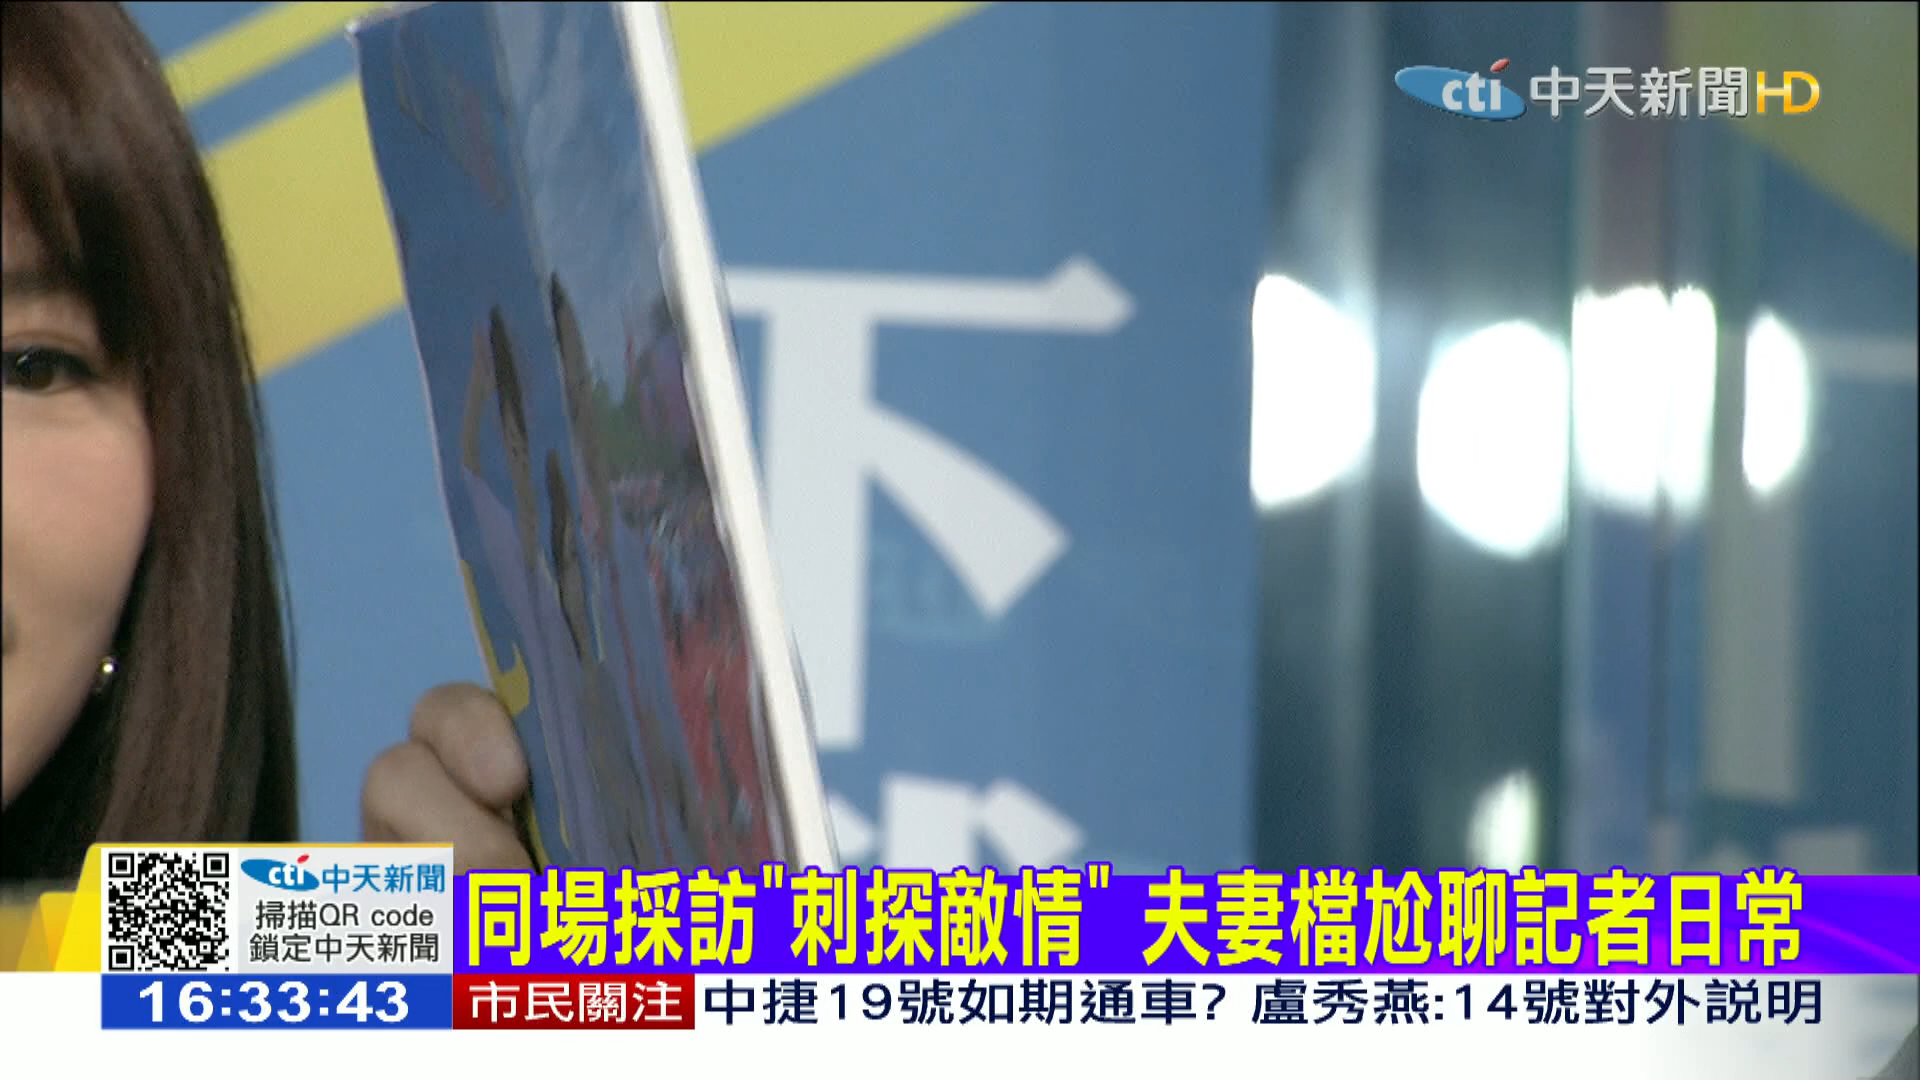 cti 中天新聞HD
下
cti 中天新聞
掃描QR code
鎖定中天新聞
同場採訪"刺探敵情" 夫妻檔尬聊記者日常
16:33:43
市民關注
中捷19號如期通車? 盧秀燕:14號對外説明